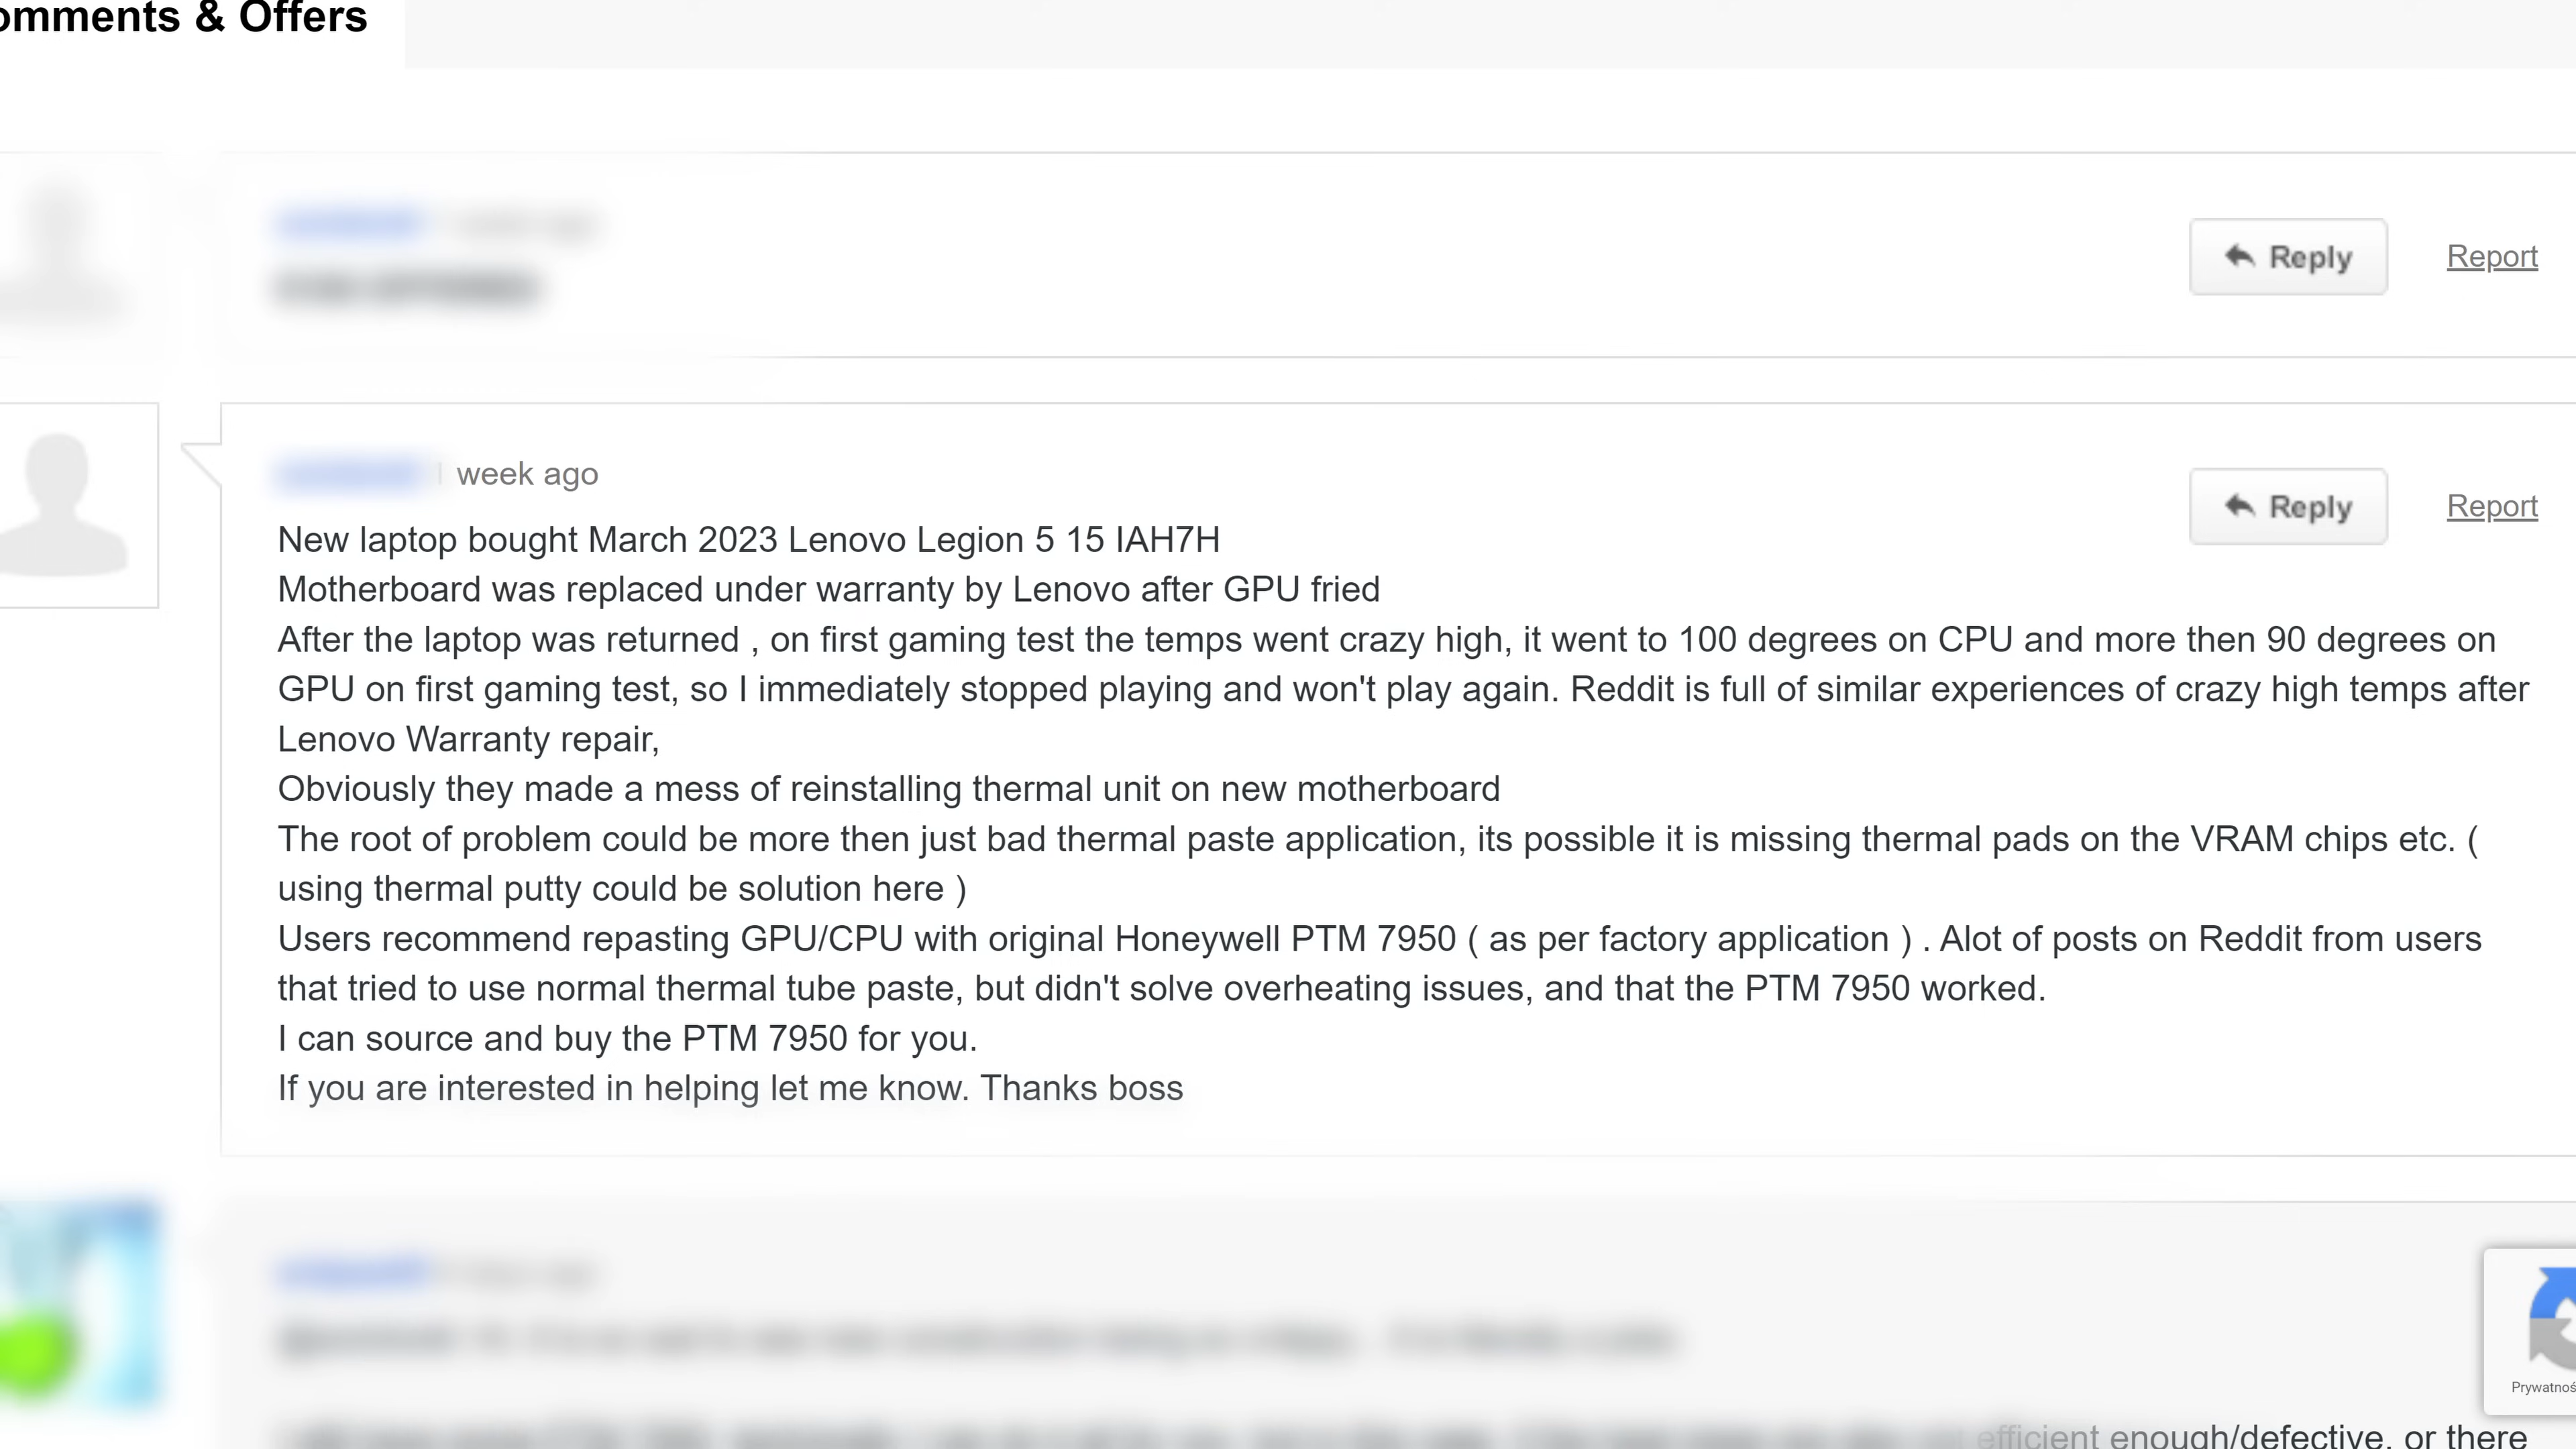 omments & Offers
Reply
Report
week ago
Reply
Report
New laptop bought March 2023 Lenovo Legion 5 15 IAH7H
Motherboard was replaced under warranty by Lenovo after GPU fried
After the laptop was returned , on first gaming test the temps went crazy high, it went to 100 degrees on CPU and more then 90 degrees on
GPU on first gaming test, so I immediately stopped playing and won't play again. Reddit is full of similar experiences of crazy high temps after
Lenovo Warranty repair,
Obviously they made a mess of reinstalling thermal unit on new motherboard
The root of problem could be more then just bad thermal paste application, its possible it is missing thermal pads on the VRAM chips etc. (
using thermal putty could be solution here )
Users recommend repasting GPU/CPU with original Honeywell PTM 7950 ( as per factory application ) . Alot of posts on Reddit from users
that tried to use normal thermal tube paste, but didn't solve overheating issues, and that the PTM 7950 worked.
I can source and buy the PTM 7950 for you.
If you are interested in helping let me know. Thanks boss
Prywatnoś
efficient enough/defective, or there